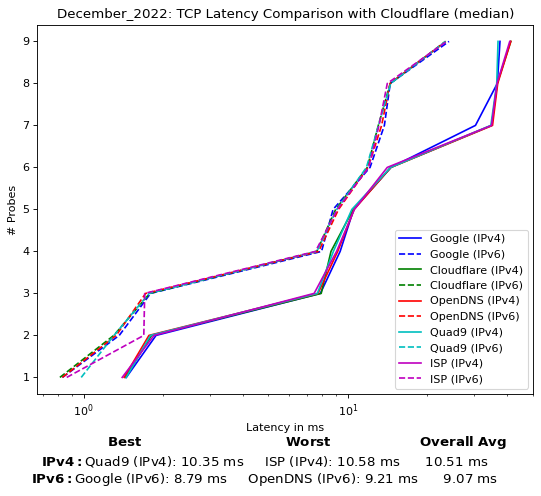 December_2022: TCP Latency Comparison with Cloudflare (median)
9
8
7
6
5
4
3
2
1
# Probes
Google (IPv4)
Google (IPv6)
Cloudflare (IPv4)
Cloudflare (IPv6)
OpenDNS (IPv4)
OpenDNS (IPv6)
Quad9 (IPv4)
Quad9 (IPv6)
ISP (IPv4)
ISP (IPv6)
10⁰ 10¹
Latency in ms
Best Worst Overall Avg
IPv4: Quad9 (IPv4): 10.35 ms ISP (IPv4): 10.58 ms 10.51 ms
IPv6: Google (IPv6): 8.79 ms OpenDNS (IPv6): 9.21 ms 9.07 ms